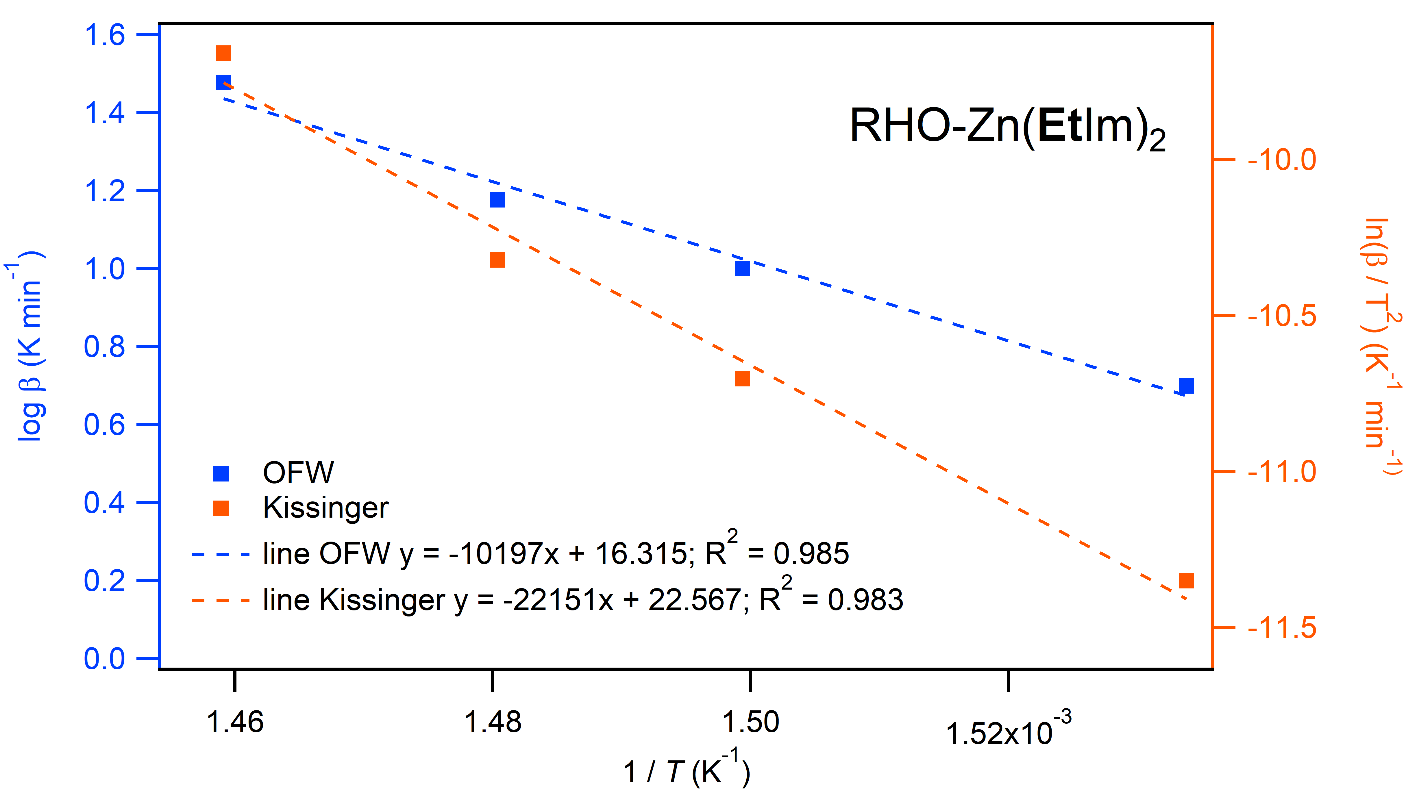 RHO-Zn(EtIm)2
1.6
1.4
1.2
1.0
0.8
0.6
0.4
0.2
0.0
log β (K min-1)
-10.0
-10.5
-11.0
-11.5
ln(β / T2) (K-1 min-1)
OFW
Kissinger
line OFW y = -10197x + 16.315; R2 = 0.985
line Kissinger y = -22151x + 22.567; R2 = 0.983
1.46
1.48
1.50
1.52x10-3
1 / T (K-1)